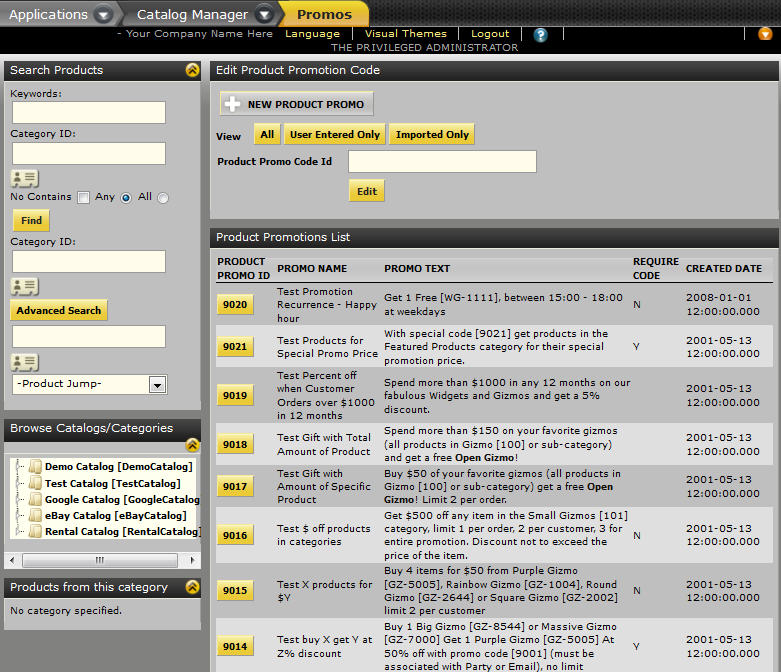 Applications Catalog Manager Promos
- Your Company Name Here Language Visual Themes Logout ?
THE PRIVILEGED ADMINISTRATOR
Search Products
Keywords:
Category ID:
No Contains Any All
Find
Category ID:
Advanced Search
-Product Jump-
Browse Catalogs/Categories
Demo Catalog [DemoCatalog]
Test Catalog [TestCatalog]
Google Catalog [GoogleCatalog
eBay Catalog [eBayCatalog]
Rental Catalog [RentalCatalog]
Products from this category
No category specified.
Edit Product Promotion Code
NEW PRODUCT PROMO
View All User Entered Only Imported Only
Product Promo Code Id
Edit
Product Promotions List
PRODUCT
PROMO ID PROMO NAME PROMO TEXT REQUIRE
CODE CREATED DATE
9020
Test Promotion
Recurrence - Happy
hour
Get 1 Free [WG-1111], between 15:00 - 18:00
at weekdays
N
2008-01-01
12:00:00.000
9021
Test Products for
Special Promo Price
With special code [9021] get products in the
Featured Products category for their special
promotion price.
Y
2001-05-13
12:00:00.000
9019
Test Percent off
when Customer
Orders over $1000
in 12 months
Spend more than $1000 in any 12 months on our
fabulous Widgets and Gizmos and get a 5%
discount.
2001-05-13
12:00:00.000
9018
Test Gift with Total
Amount of Product
Spend more than $150 on your favorite gizmos
(all products in Gizmo [100] or sub-category)
and get a free Open Gizmo!
2001-05-13
12:00:00.000
9017
Test Gift with
Amount of Specific
Product
Buy $50 of your favorite gizmos (all products in
Gizmo [100] or sub-category) get a free Open
Gizmo! Limit 2 per order.
2001-05-13
12:00:00.000
9016
Test $ off products
in categories
Get $500 off any item in the Small Gizmos [101]
category, limit 1 per order, 2 per customer, 3 for
entire promotion. Discount not to exceed the
price of the item.
N
2001-05-13
12:00:00.000
9015
Test X products for
$Y
Buy 4 items for $50 from Purple Gizmo
[GZ-5005], Rainbow Gizmo [GZ-1004], Round
Gizmo [GZ-2644] or Square Gizmo [GZ-2002]
limit 2 per customer
N
2001-05-13
12:00:00.000
9014
Test buy X get Y at
Z% discount
Buy 1 Big Gizmo [GZ-8544] or Massive Gizmo
[GZ-7000] Get 1 Purple Gizmo [GZ-5005] At
50% off with promo code [9001] (must be
associated with Party or Email), no limit
Y
2001-05-13
12:00:00.000